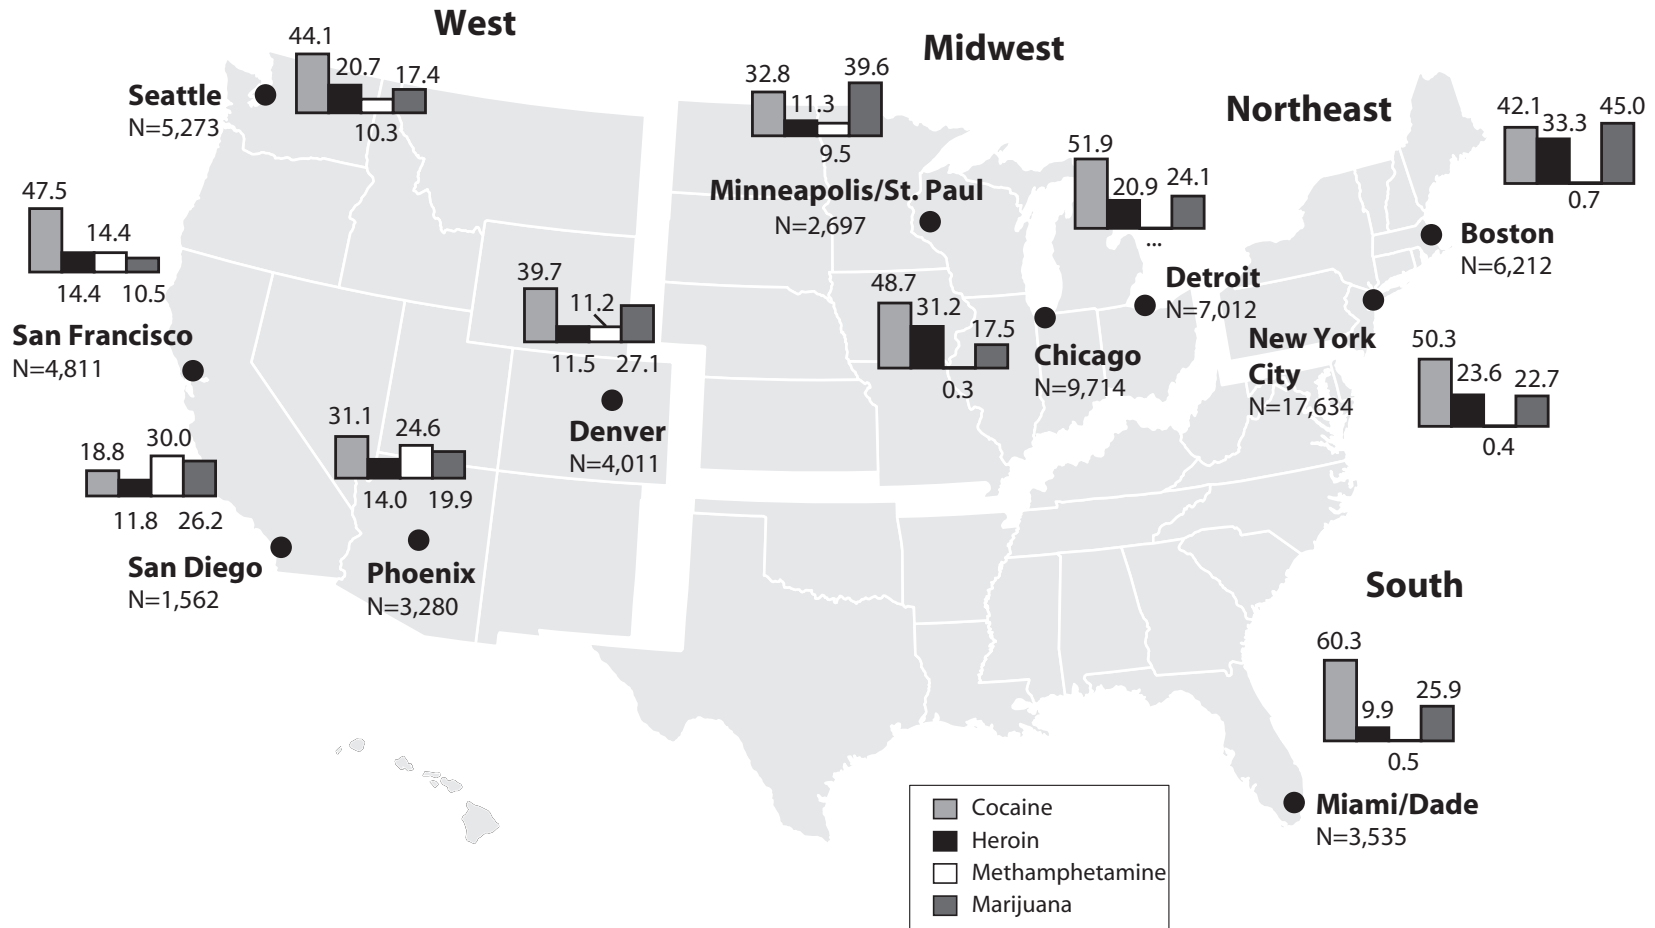 West
44.1
20.7
17.4
10.3
Seattle
N=5,273
47.5
14.4
14.4
10.5
San Francisco
N=4,811
39.7
11.2
11.5
27.1
Denver
N=4,011
18.8
30.0
11.8
26.2
San Diego
N=1,562
31.1
24.6
14.0
19.9
Phoenix
N=3,280
Midwest
32.8
11.3
39.6
9.5
Minneapolis/St. Paul
N=2,697
51.9
20.9
24.1
...
Detroit
N=7,012
48.7
31.2
17.5
0.3
Chicago
N=9,714
Northeast
42.1
33.3
45.0
0.7
Boston
N=6,212
New York
City
N=17,634
50.3
23.6
22.7
0.4
South
60.3
9.9
25.9
0.5
Miami/Dade
N=3,535
Cocaine
Heroin
Methamphetamine
Marijuana